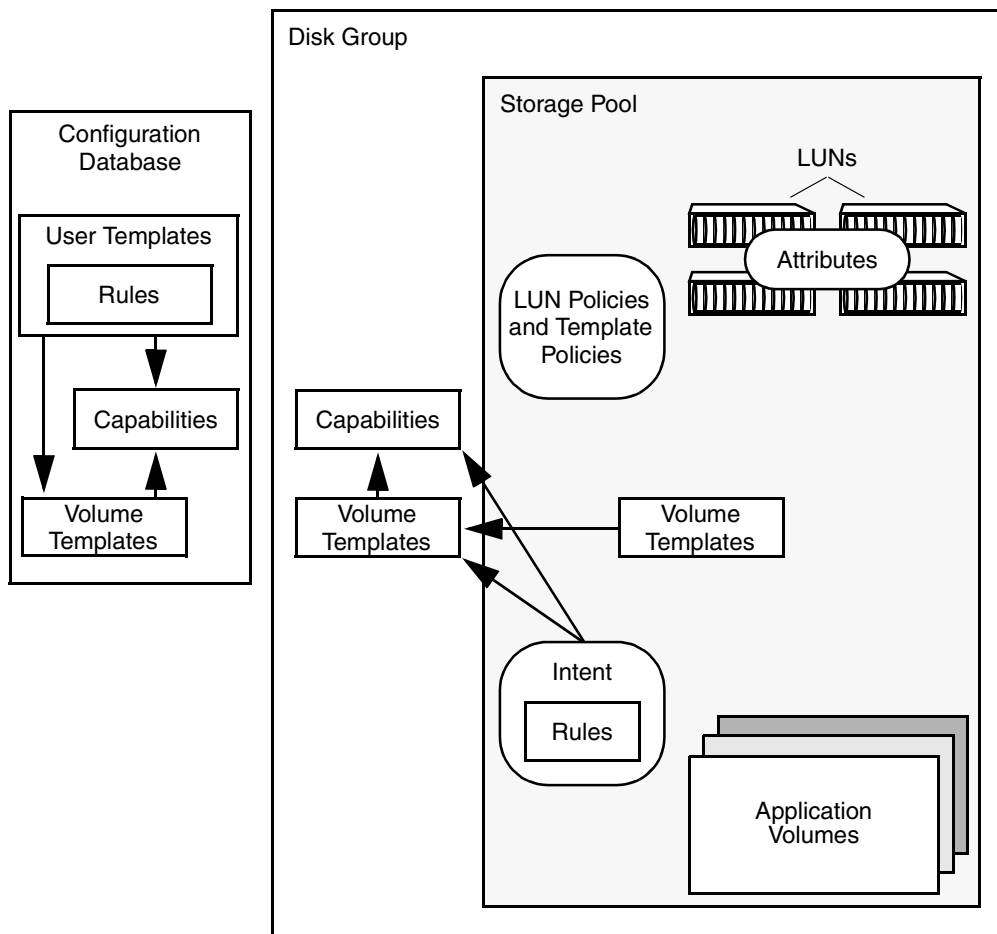 Disk Group
Storage Pool
Configuration
Database
LUNs
User Templates
Rules
Attributes
LUN Policies
and Template
Policies
Capabilities
Capabilities
Volume
Templates
Volume
Templates
Volume
Templates
Intent
Rules
Application
Volumes